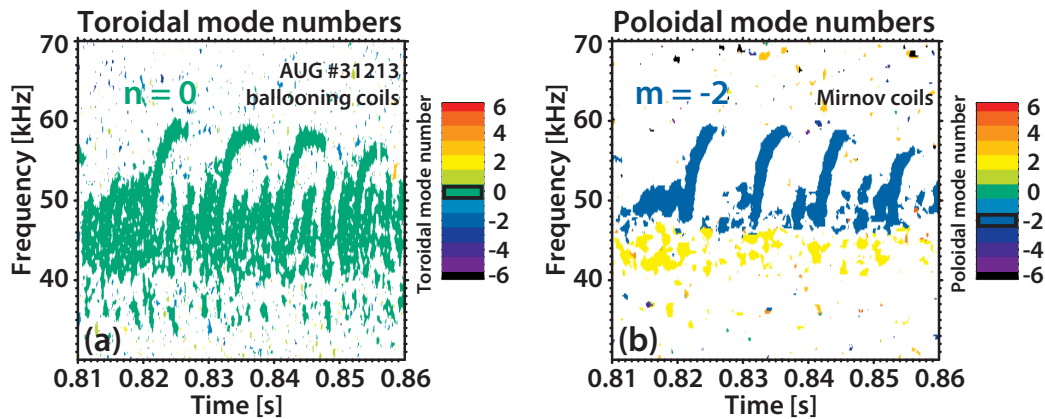 Toroidal mode numbers
70
60
50
40
Frequency [kHz]
AUG #31213
ballooning coils
n = 0
(a)
0.81 0.82 0.83 0.84 0.85 0.86
Time [s]
Toroidal mode number
6
4
2
0
-2
-4
-6
Poloidal mode numbers
70
60
50
40
Frequency [kHz]
m = -2
Mirnov coils
(b)
0.81 0.82 0.83 0.84 0.85 0.86
Time [s]
Poloidal mode number
6
4
2
0
-2
-4
-6